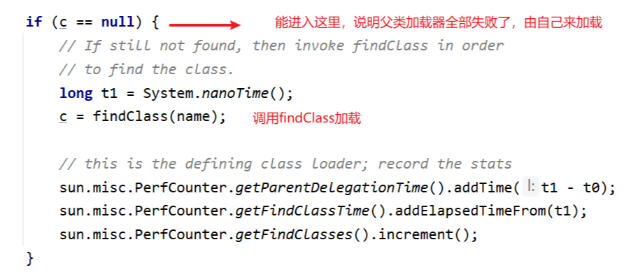 if (c == null) { 能进入这里，说明父类加载器全部失败了，由自己来加载
// If still not found, then invoke findClass in order
// to find the class.
long t1 = System.nanoTime();
c = findClass(name); 调用findClass加载
// this is the defining class loader; record the stats
sun.misc.PerfCounter.getParentDelegationTime().addTime( l: t1 - t0);
sun.misc.PerfCounter.getFindClassTime().addElapsedTimeFrom(t1);
sun.misc.PerfCounter.getFindClasses().increment();
}